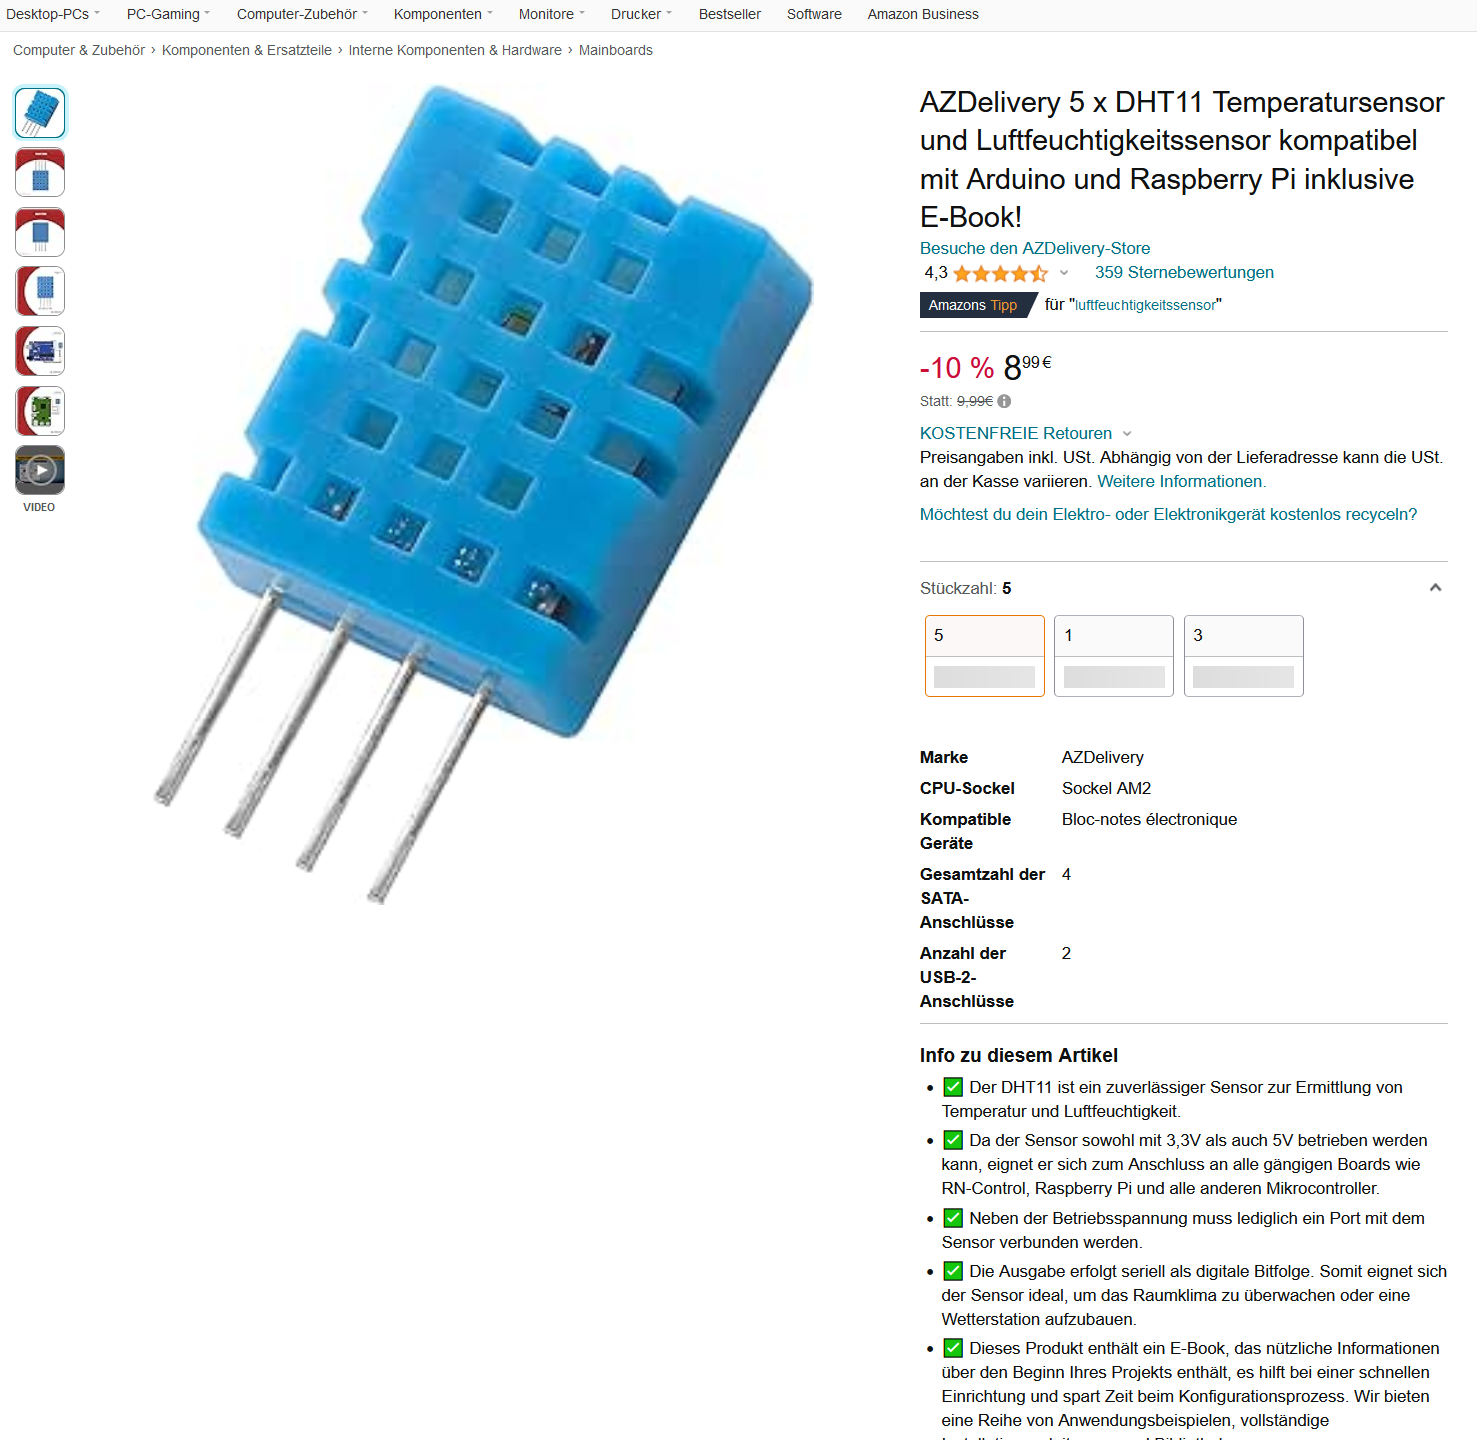 Desktop-PCs PC-Gaming Computer-Zubehör Komponenten Monitore Drucker Bestseller Software Amazon Business
Computer & Zubehör › Komponenten & Ersatzteile › Interne Komponenten & Hardware › Mainboards
VIDEO
AZDelivery 5 x DHT11 Temperatursensor
und Luftfeuchtigkeitssensor kompatibel
mit Arduino und Raspberry Pi inklusive
E-Book!
Besuche den AZDelivery-Store
4,3 359 Sternebewertungen
Amazons Tipp für "luftfeuchtigkeitssensor"
-10 % 8 99 €
Statt: 9,99€
KOSTENFREIE Retouren
Preisangaben inkl. USt. Abhängig von der Lieferadresse kann die USt.
an der Kasse variieren. Weitere Informationen.
Möchtest du dein Elektro- oder Elektronikgerät kostenlos recyceln?
Stückzahl: 5
5 1 3
Marke AZDelivery
CPU-Sockel Sockel AM2
Kompatible Bloc-notes électronique
Geräte
Gesamtzahl der 4
SATA-
Anschlüsse
Anzahl der 2
USB-2-
Anschlüsse
Info zu diesem Artikel
• ✅ Der DHT11 ist ein zuverlässiger Sensor zur Ermittlung von
Temperatur und Luftfeuchtigkeit.
• ✅ Da der Sensor sowohl mit 3,3V als auch 5V betrieben werden
kann, eignet er sich zum Anschluss an alle gängigen Boards wie
RN-Control, Raspberry Pi und alle anderen Mikrocontroller.
• ✅ Neben der Betriebsspannung muss lediglich ein Port mit dem
Sensor verbunden werden.
• ✅ Die Ausgabe erfolgt seriell als digitale Bitfolge. Somit eignet sich
der Sensor ideal, um das Raumklima zu überwachen oder eine
Wetterstation aufzubauen.
• ✅ Dieses Produkt enthält ein E-Book, das nützliche Informationen
über den Beginn Ihres Projekts enthält, es hilft bei einer schnellen
Einrichtung und spart Zeit beim Konfigurationsprozess. Wir bieten
eine Reihe von Anwendungsbeispielen, vollständige